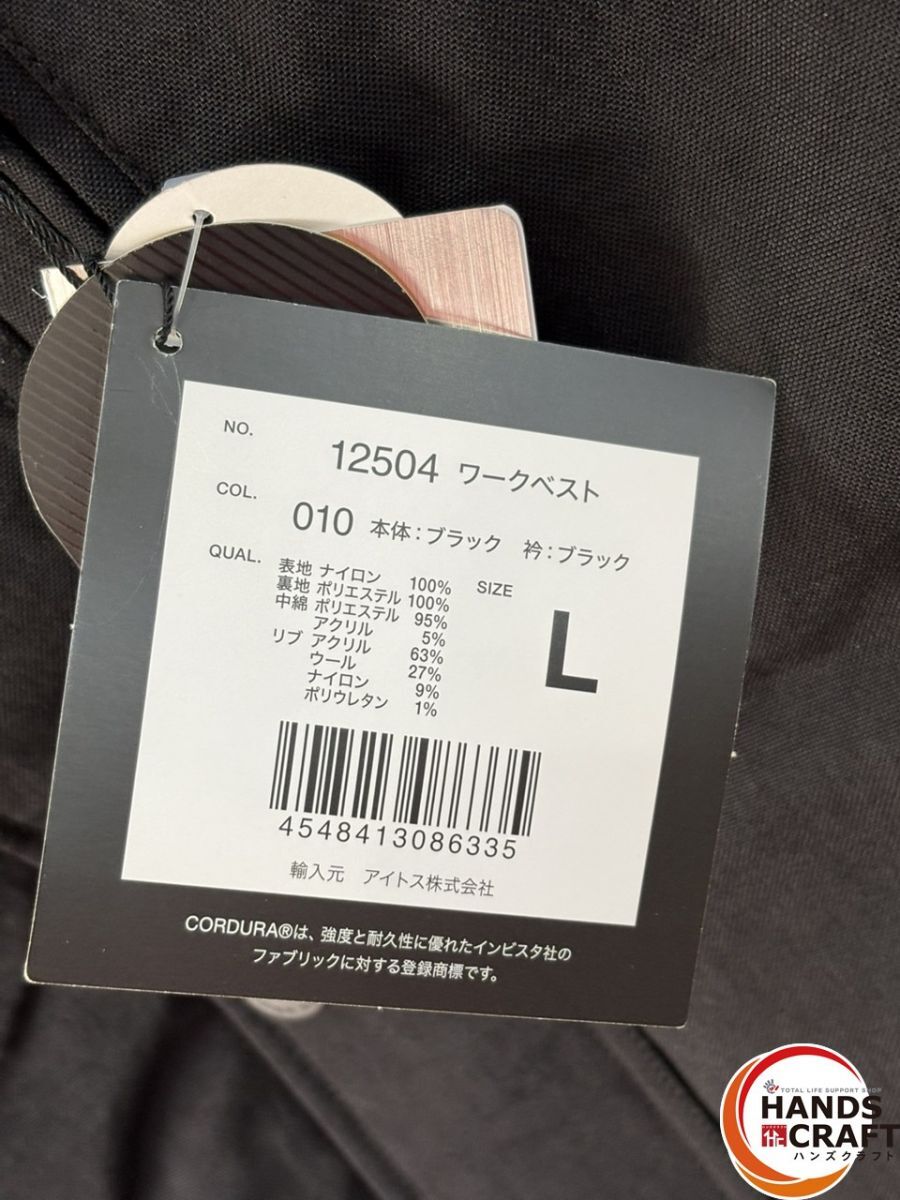 NO. 12504 ワークベスト
COL. 010 本体：ブラック 衿：ブラック
QUAL. 表地 ナイロン 100% SIZE L
裏地 ポリエステル 100%
中綿 ポリエステル 95%
アクリル 5%
リブ アクリル 63%
ウール 27%
ナイロン 9%
ポリウレタン 1%
4548413086335
輸入元 アイトス株式会社
CORDURA®は、強度と耐久性に優れたインビスタ社の
ファブリックに対する登録商標です。
TOTAL LIFE SUPPORT SHOP
HANDS
CRAFT
ハンズクラフト